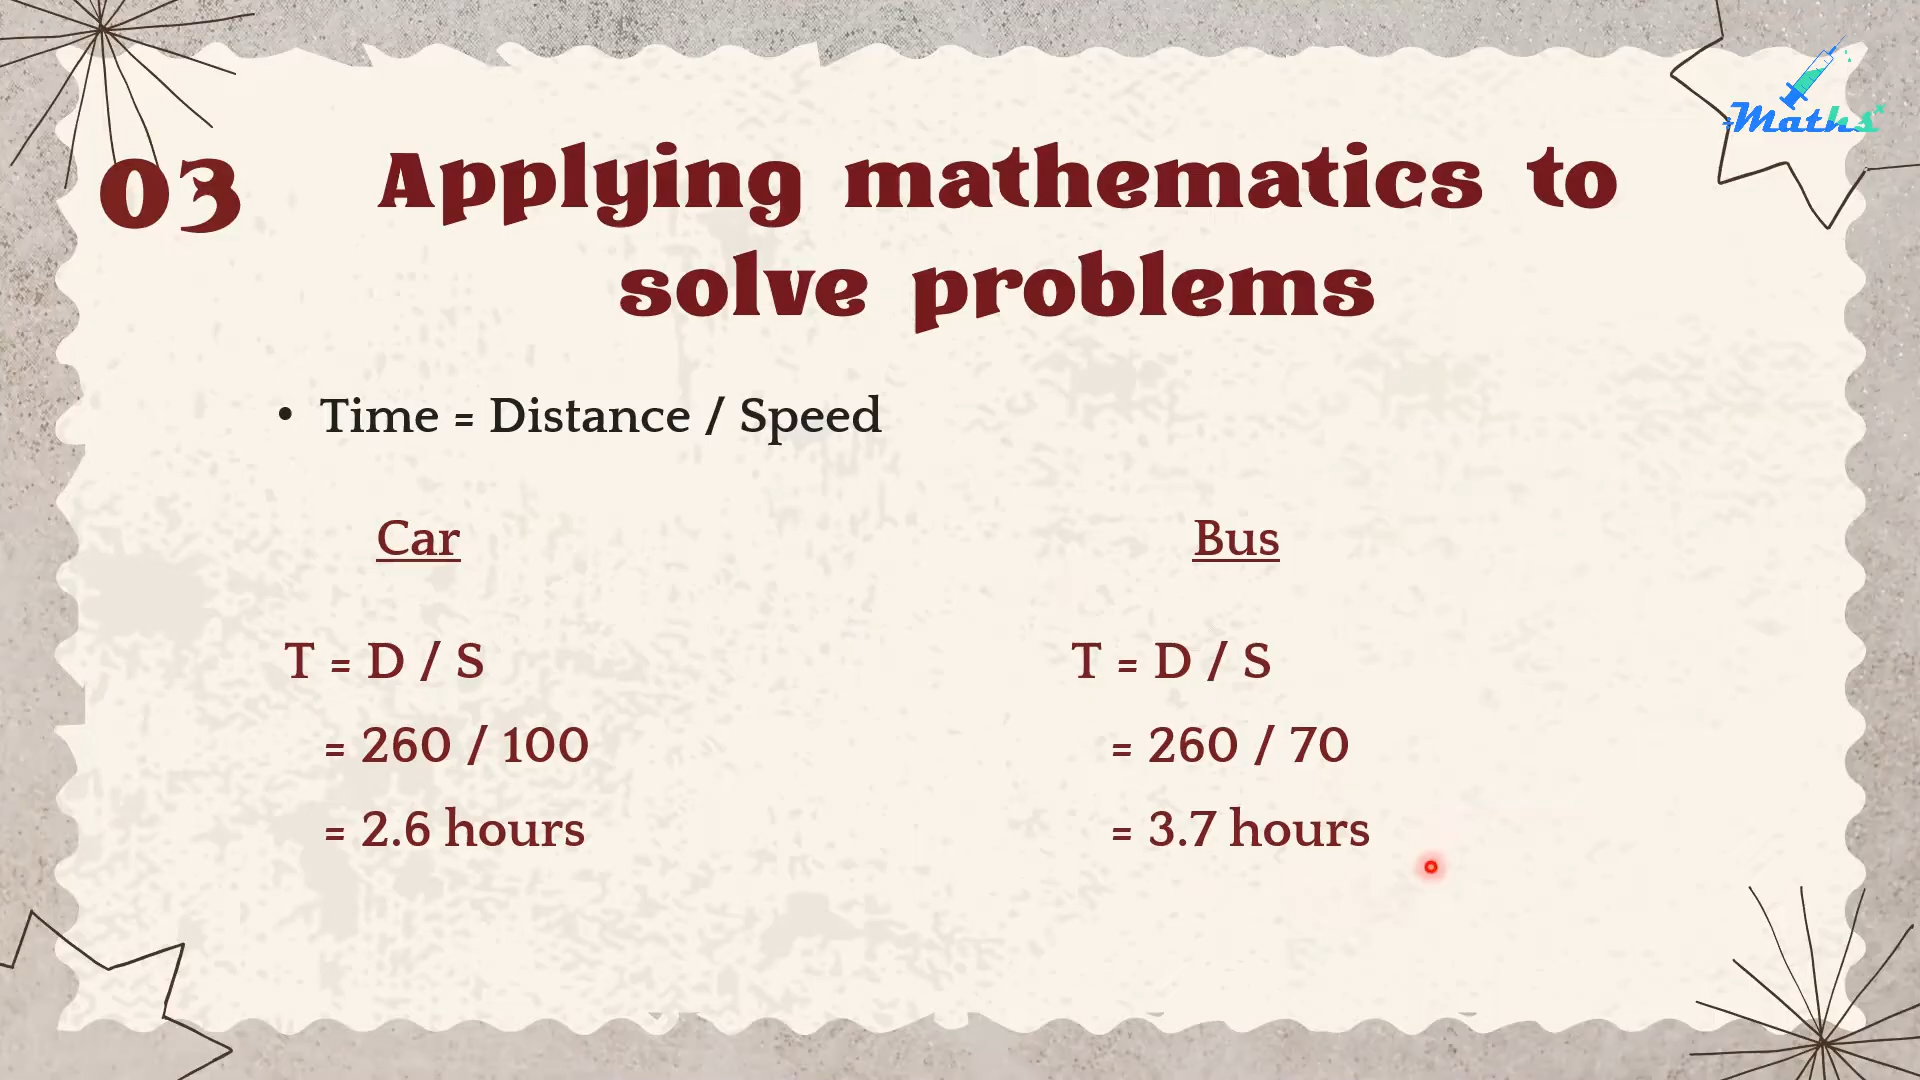 +Maths×
03
Applying mathematics to
solve problems
• Time = Distance / Speed
Car
T = D / S
= 260 / 100
= 2.6 hours
Bus
T = D / S
= 260 / 70
= 3.7 hours